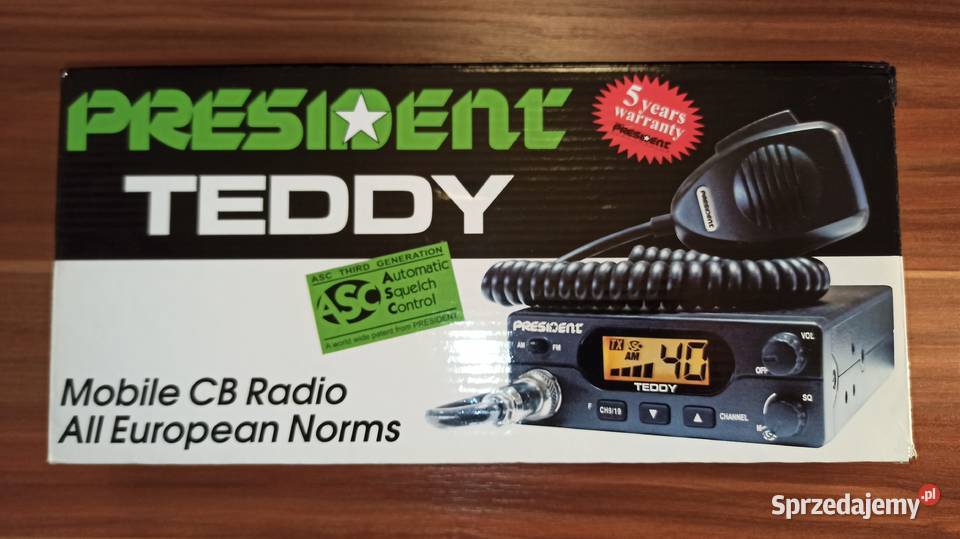 PRESIDENT
TEDDY
5 years
warranty
PRESIDENT
PRESIDENT
ASC THIRD GENERATION
ASC
Automatic
Squelch
Control
A world wide patent from PRESIDENT
PRESIDENT
AM
FM
TX ASC
AM
40
TEDDY
VOL
OFF
SQ
F
CH9/19
▼
▲
CHANNEL
Mobile CB Radio
All European Norms
Sprzedajemy.pl